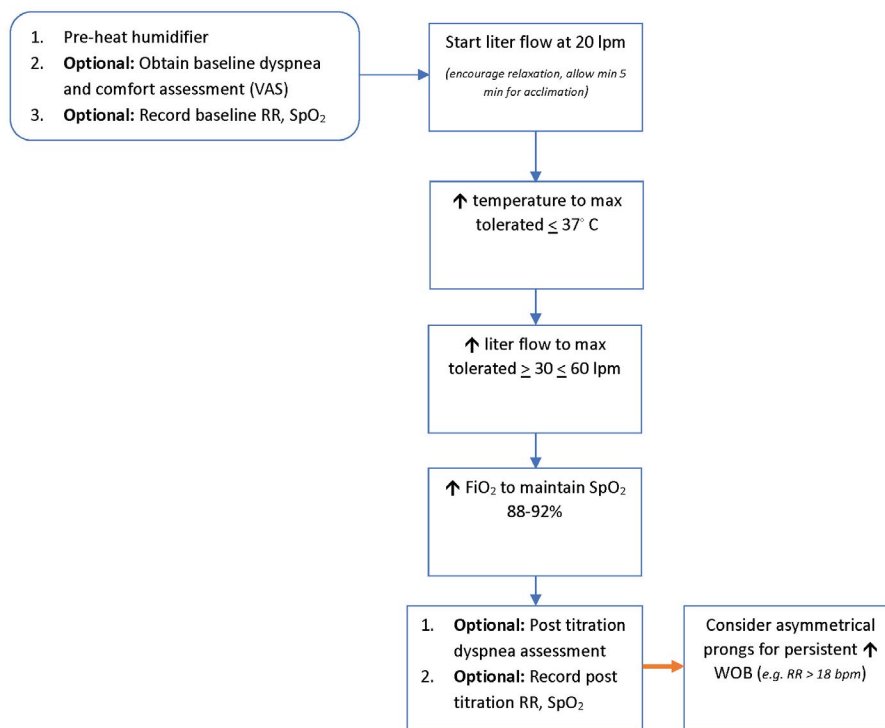 1. Pre-heat humidifier
2. Optional: Obtain baseline dyspnea
and comfort assessment (VAS)
3. Optional: Record baseline RR, SpO₂
Start liter flow at 20 lpm
(encourage relaxation, allow min 5
min for acclimation)
↑ temperature to max
tolerated ≤ 37° C
↑ liter flow to max
tolerated ≥ 30 ≤ 60 lpm
↑ FiO₂ to maintain SpO₂
88-92%
1. Optional: Post titration
dyspnea assessment
2. Optional: Record post
titration RR, SpO₂
Consider asymmetrical
prongs for persistent ↑
WOB (e.g. RR > 18 bpm)